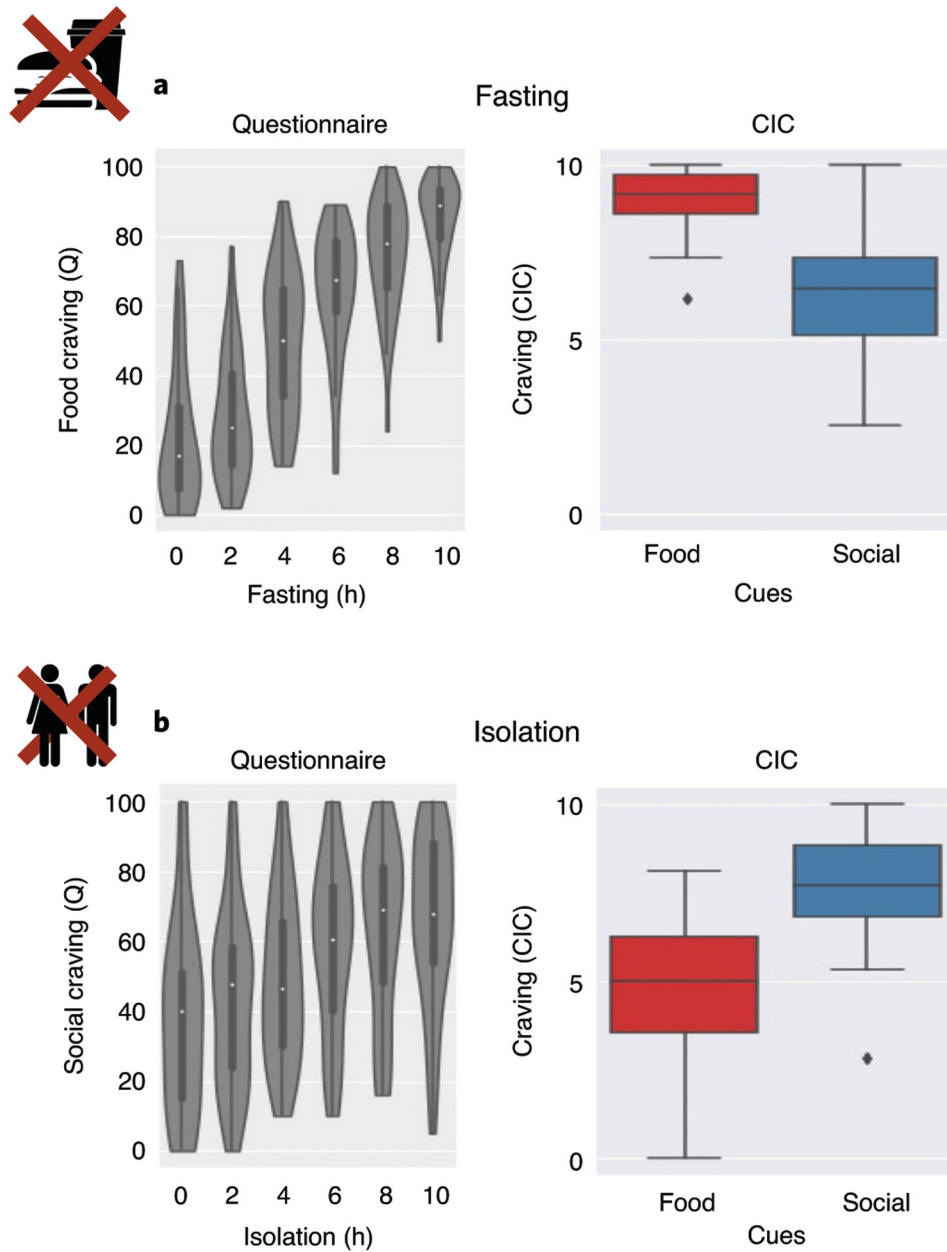 a
Fasting
Questionnaire
CIC
Food craving (Q)
100
80
60
40
20
0
0 2 4 6 8 10
Fasting (h)
Craving (CIC)
10
5
0
Food Social
Cues
b
Isolation
Questionnaire
CIC
Social craving (Q)
100
80
60
40
20
0
0 2 4 6 8 10
Isolation (h)
Craving (CIC)
10
5
0
Food Social
Cues